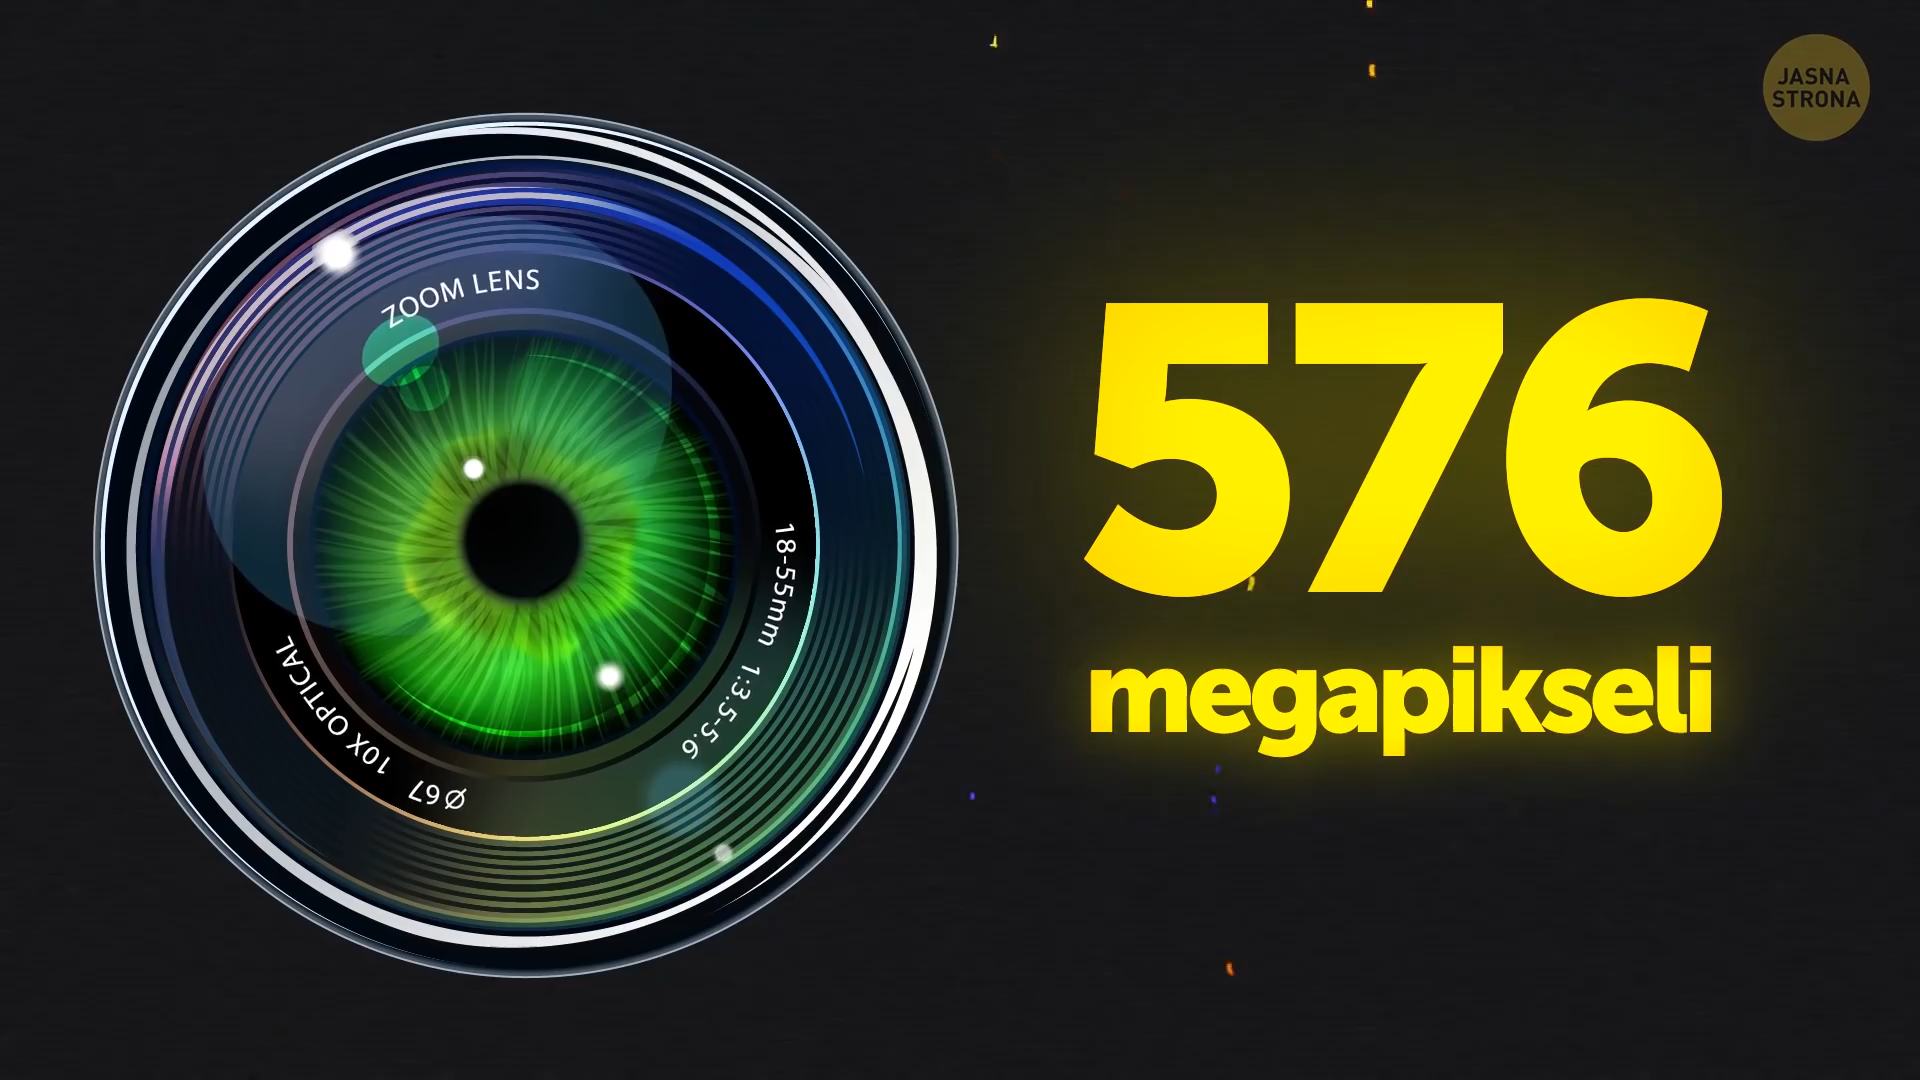 JASNA
STRONA
ZOOM LENS
18-55mm 1:3.5-5.6
Ø67 10X OPTICAL
576
megapikseli